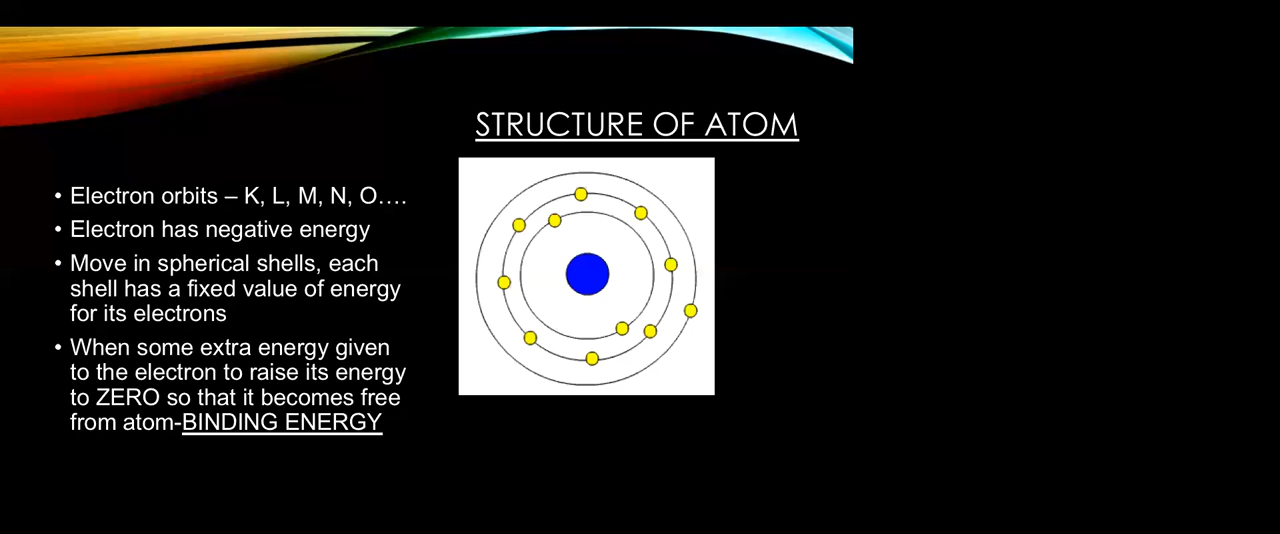 STRUCTURE OF ATOM
• Electron orbits – K, L, M, N, O….
• Electron has negative energy
• Move in spherical shells, each
shell has a fixed value of energy
for its electrons
• When some extra energy given
to the electron to raise its energy
to ZERO so that it becomes free
from atom-BINDING ENERGY